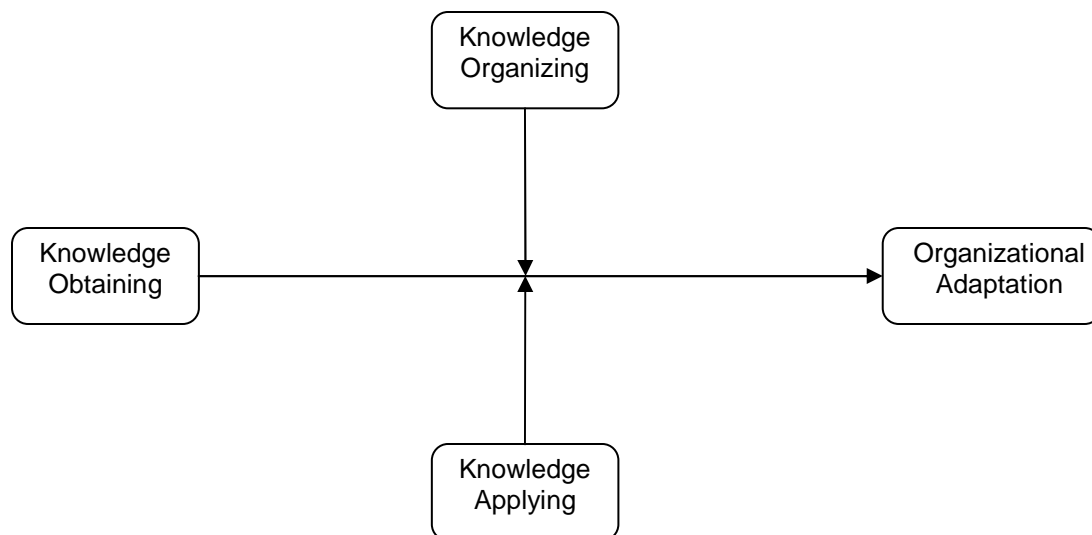 Knowledge
Organizing
Knowledge
Obtaining
Organizational
Adaptation
Knowledge
Applying